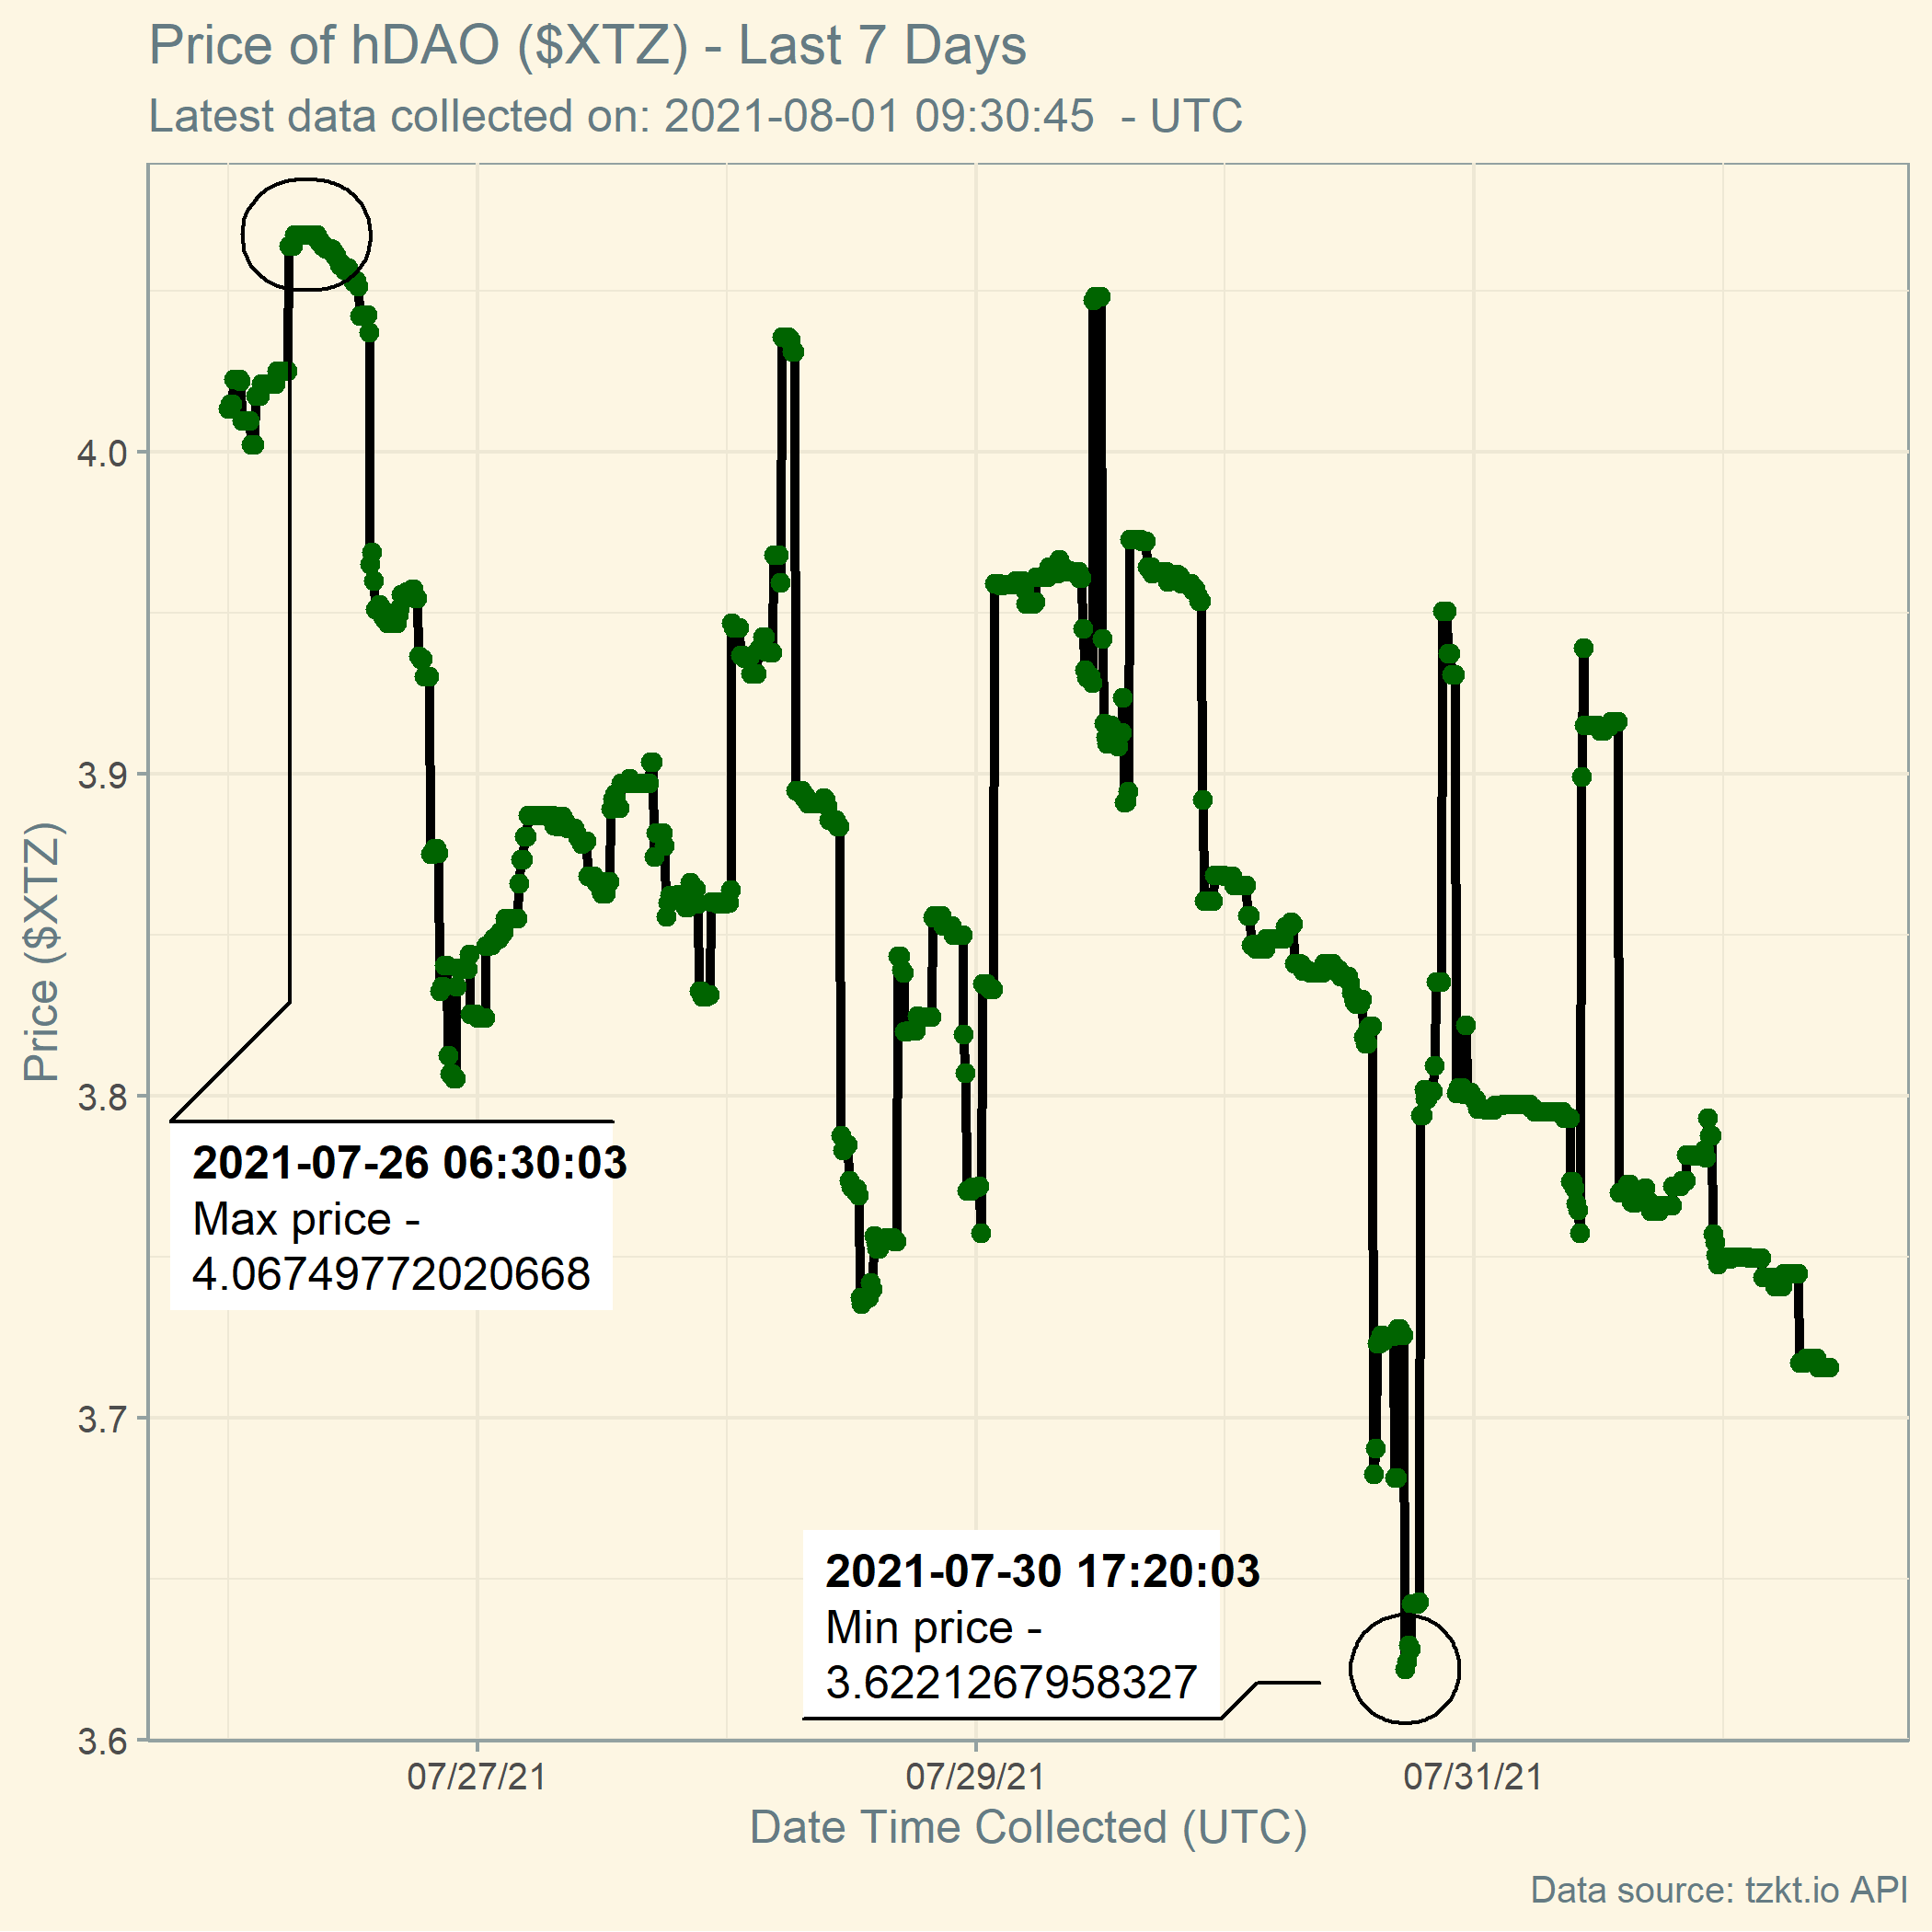 Price of hDAO ($XTZ) - Last 7 Days
Latest data collected on: 2021-08-01 09:30:45  - UTC
Price ($XTZ)
4.0
3.9
3.8
3.7
3.6
2021-07-26 06:30:03
Max price -
4.06749772020668
2021-07-30 17:20:03
Min price -
3.6221267958327
07/27/21
07/29/21
07/31/21
Date Time Collected (UTC)
Data source: tzkt.io API